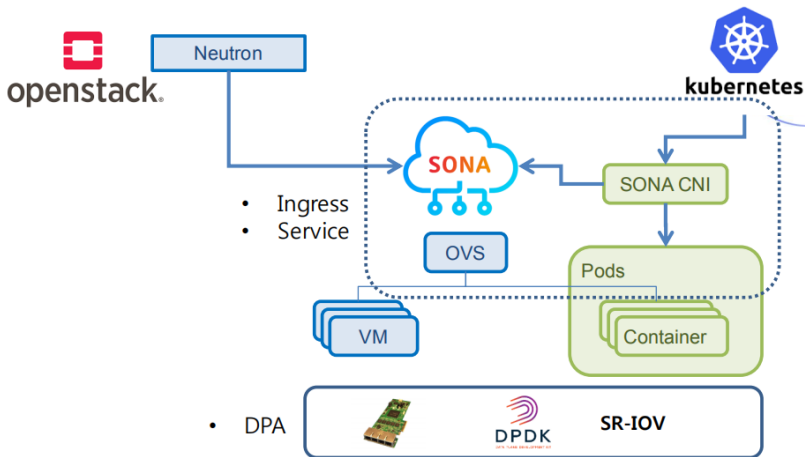 Neutron
openstack.
kubernetes
SONA
SONA CNI
• Ingress
• Service
OVS
Pods
VM
Container
• DPA
DPDK
SR-IOV